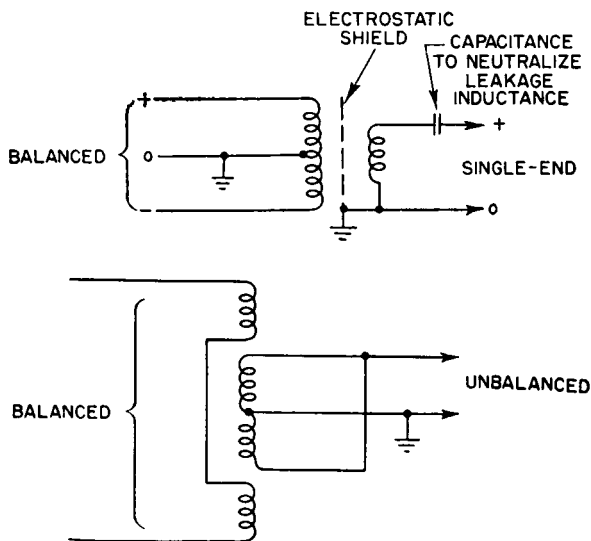 ELECTROSTATIC
SHIELD
CAPACITANCE
TO NEUTRALIZE
LEAKAGE
INDUCTANCE
+
BALANCED
O
−
+
SINGLE-END
O
BALANCED
UNBALANCED